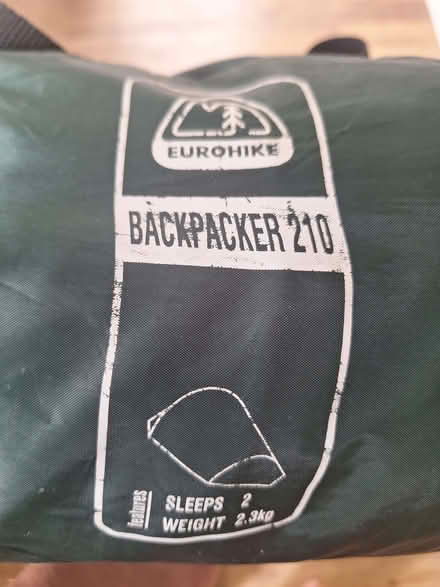 EUROHIKE
BACKPACKER 210
features
SLEEPS 2
WEIGHT 2.3kg